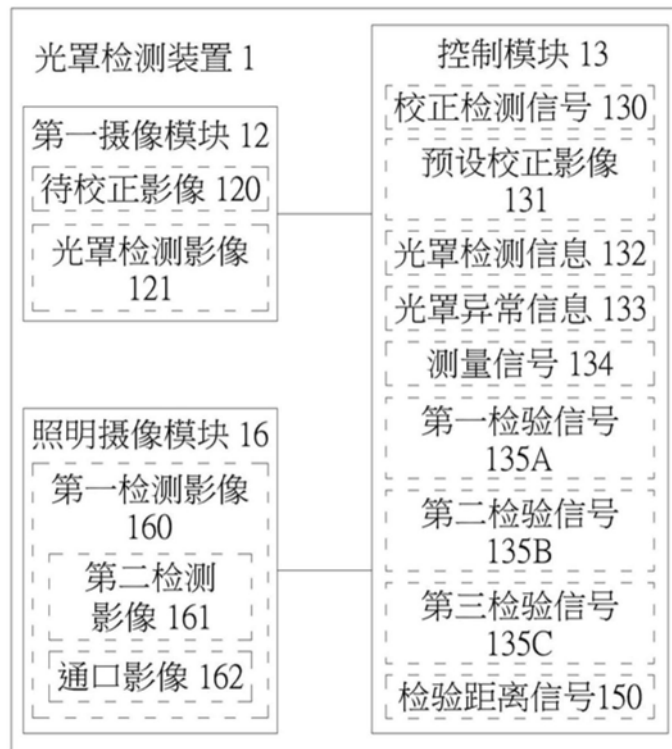 光罩检测装置 1
第一摄像模块 12
待校正影像 120
光罩检测影像
121
照明摄像模块 16
第一检测影像
160
第二检测
影像 161
通口影像 162
控制模块 13
校正检测信号 130
预设校正影像
131
光罩检测信息 132
光罩异常信息 133
测量信号 134
第一检验信号
135A
第二检验信号
135B
第三检验信号
135C
检验距离信号150